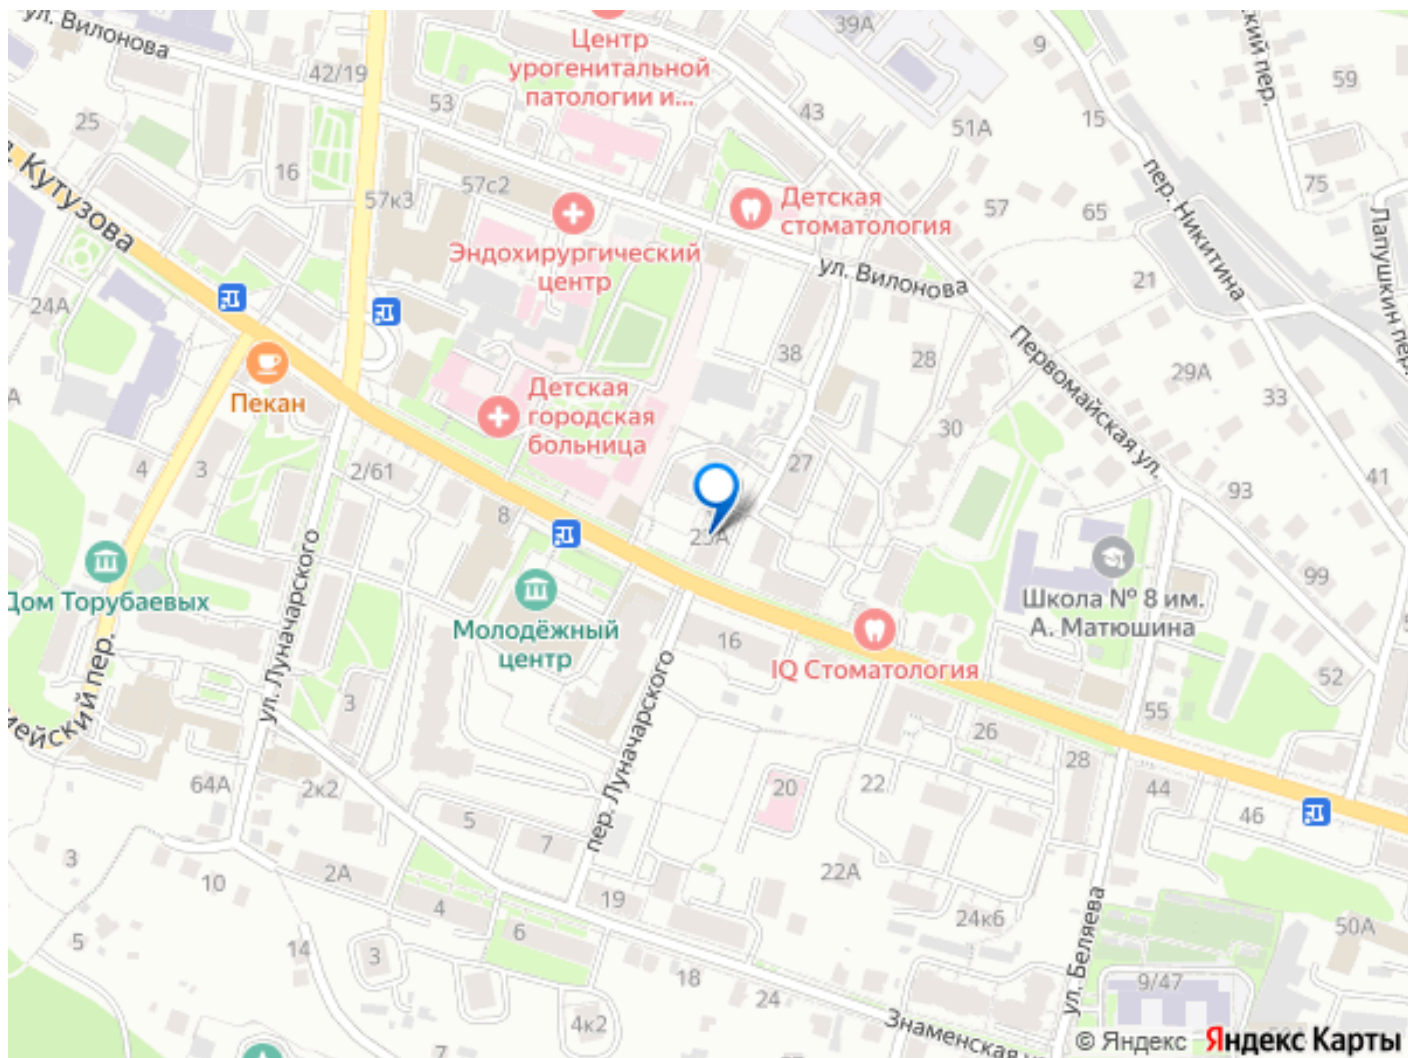 ул. Вилонова
39А
Центр
урогенитальной
патологии и...
42/19
53
43
9
15
51А
59
кий пер.
25
16
57к3
57с2
Детская
стоматология
57
65
пер. Никитина
75
Лапушкин пер.
. Кутузова
Эндохирургический
центр
ул. Вилонова
21
24А
38
28
Первомайская ул.
29А
33
А
Пекан
Детская
городская
больница
30
4
3
2/61
27
41
93
8
23А
Дом Торубаевых
ул. Луначарского
Молодёжный
центр
16
IQ Стоматология
Школа № 8 им.
А. Матюшина
99
5
52
мейский пер.
3
пер. Луначарского
26
55
28
64А
2к2
5
7
20
22
44
46
3
10
2А
4
19
22А
6
24к6
ул. Беляева
50А
5
14
3
18
24
9/47
4к2
7
Знаменская ул
© Яндекс Яндекс Карты